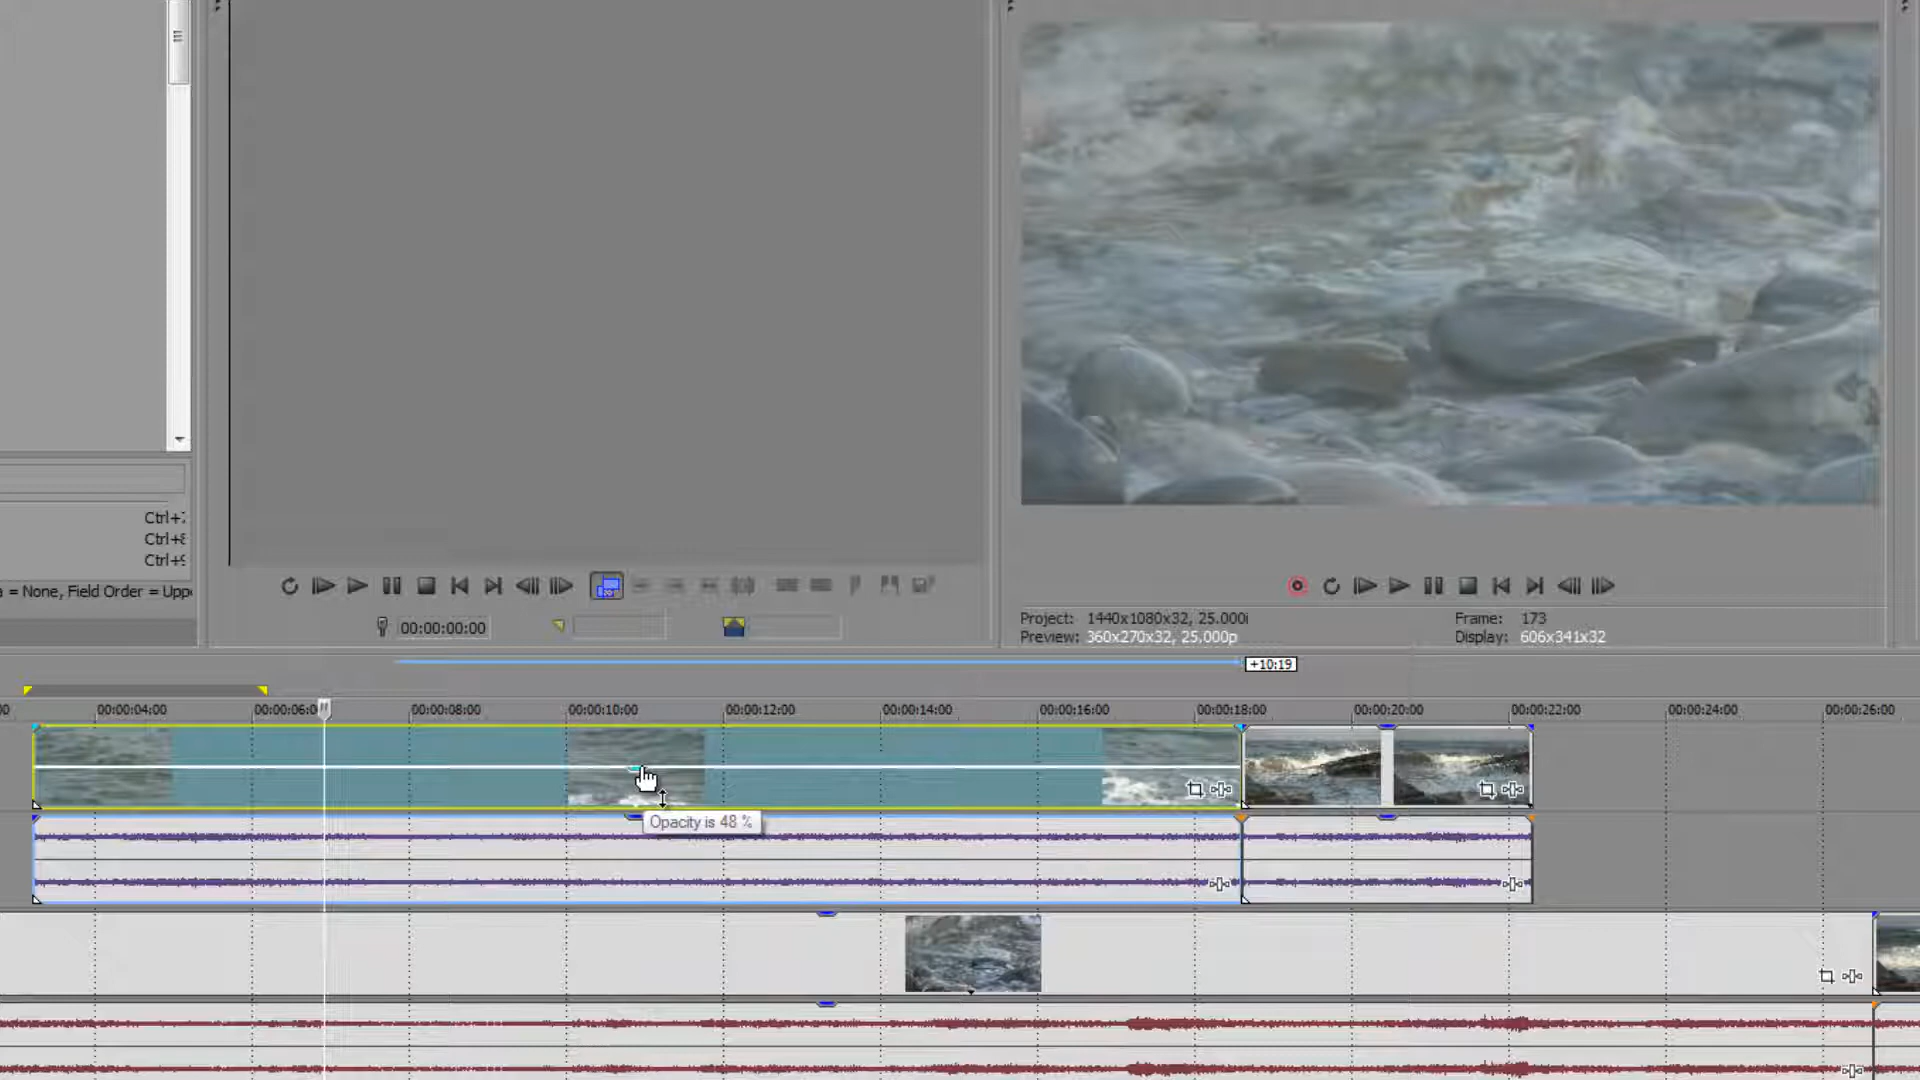 Ctrl+
Ctrl+
Ctrl+
= None, Field Order = Upp
00:00:00:00
Project: 1440x1080x32, 25.000i
Preview: 360x270x32, 25.000p
Frame: 173
Display: 606x341x32
+10:19
00:00:04:00
00:00:06:0
00:00:08:00
00:00:10:00
00:00:12:00
00:00:14:00
00:00:16:00
00:00:18:00
00:00:20:00
00:00:22:00
00:00:24:00
00:00:26:00
Opacity is 48 %